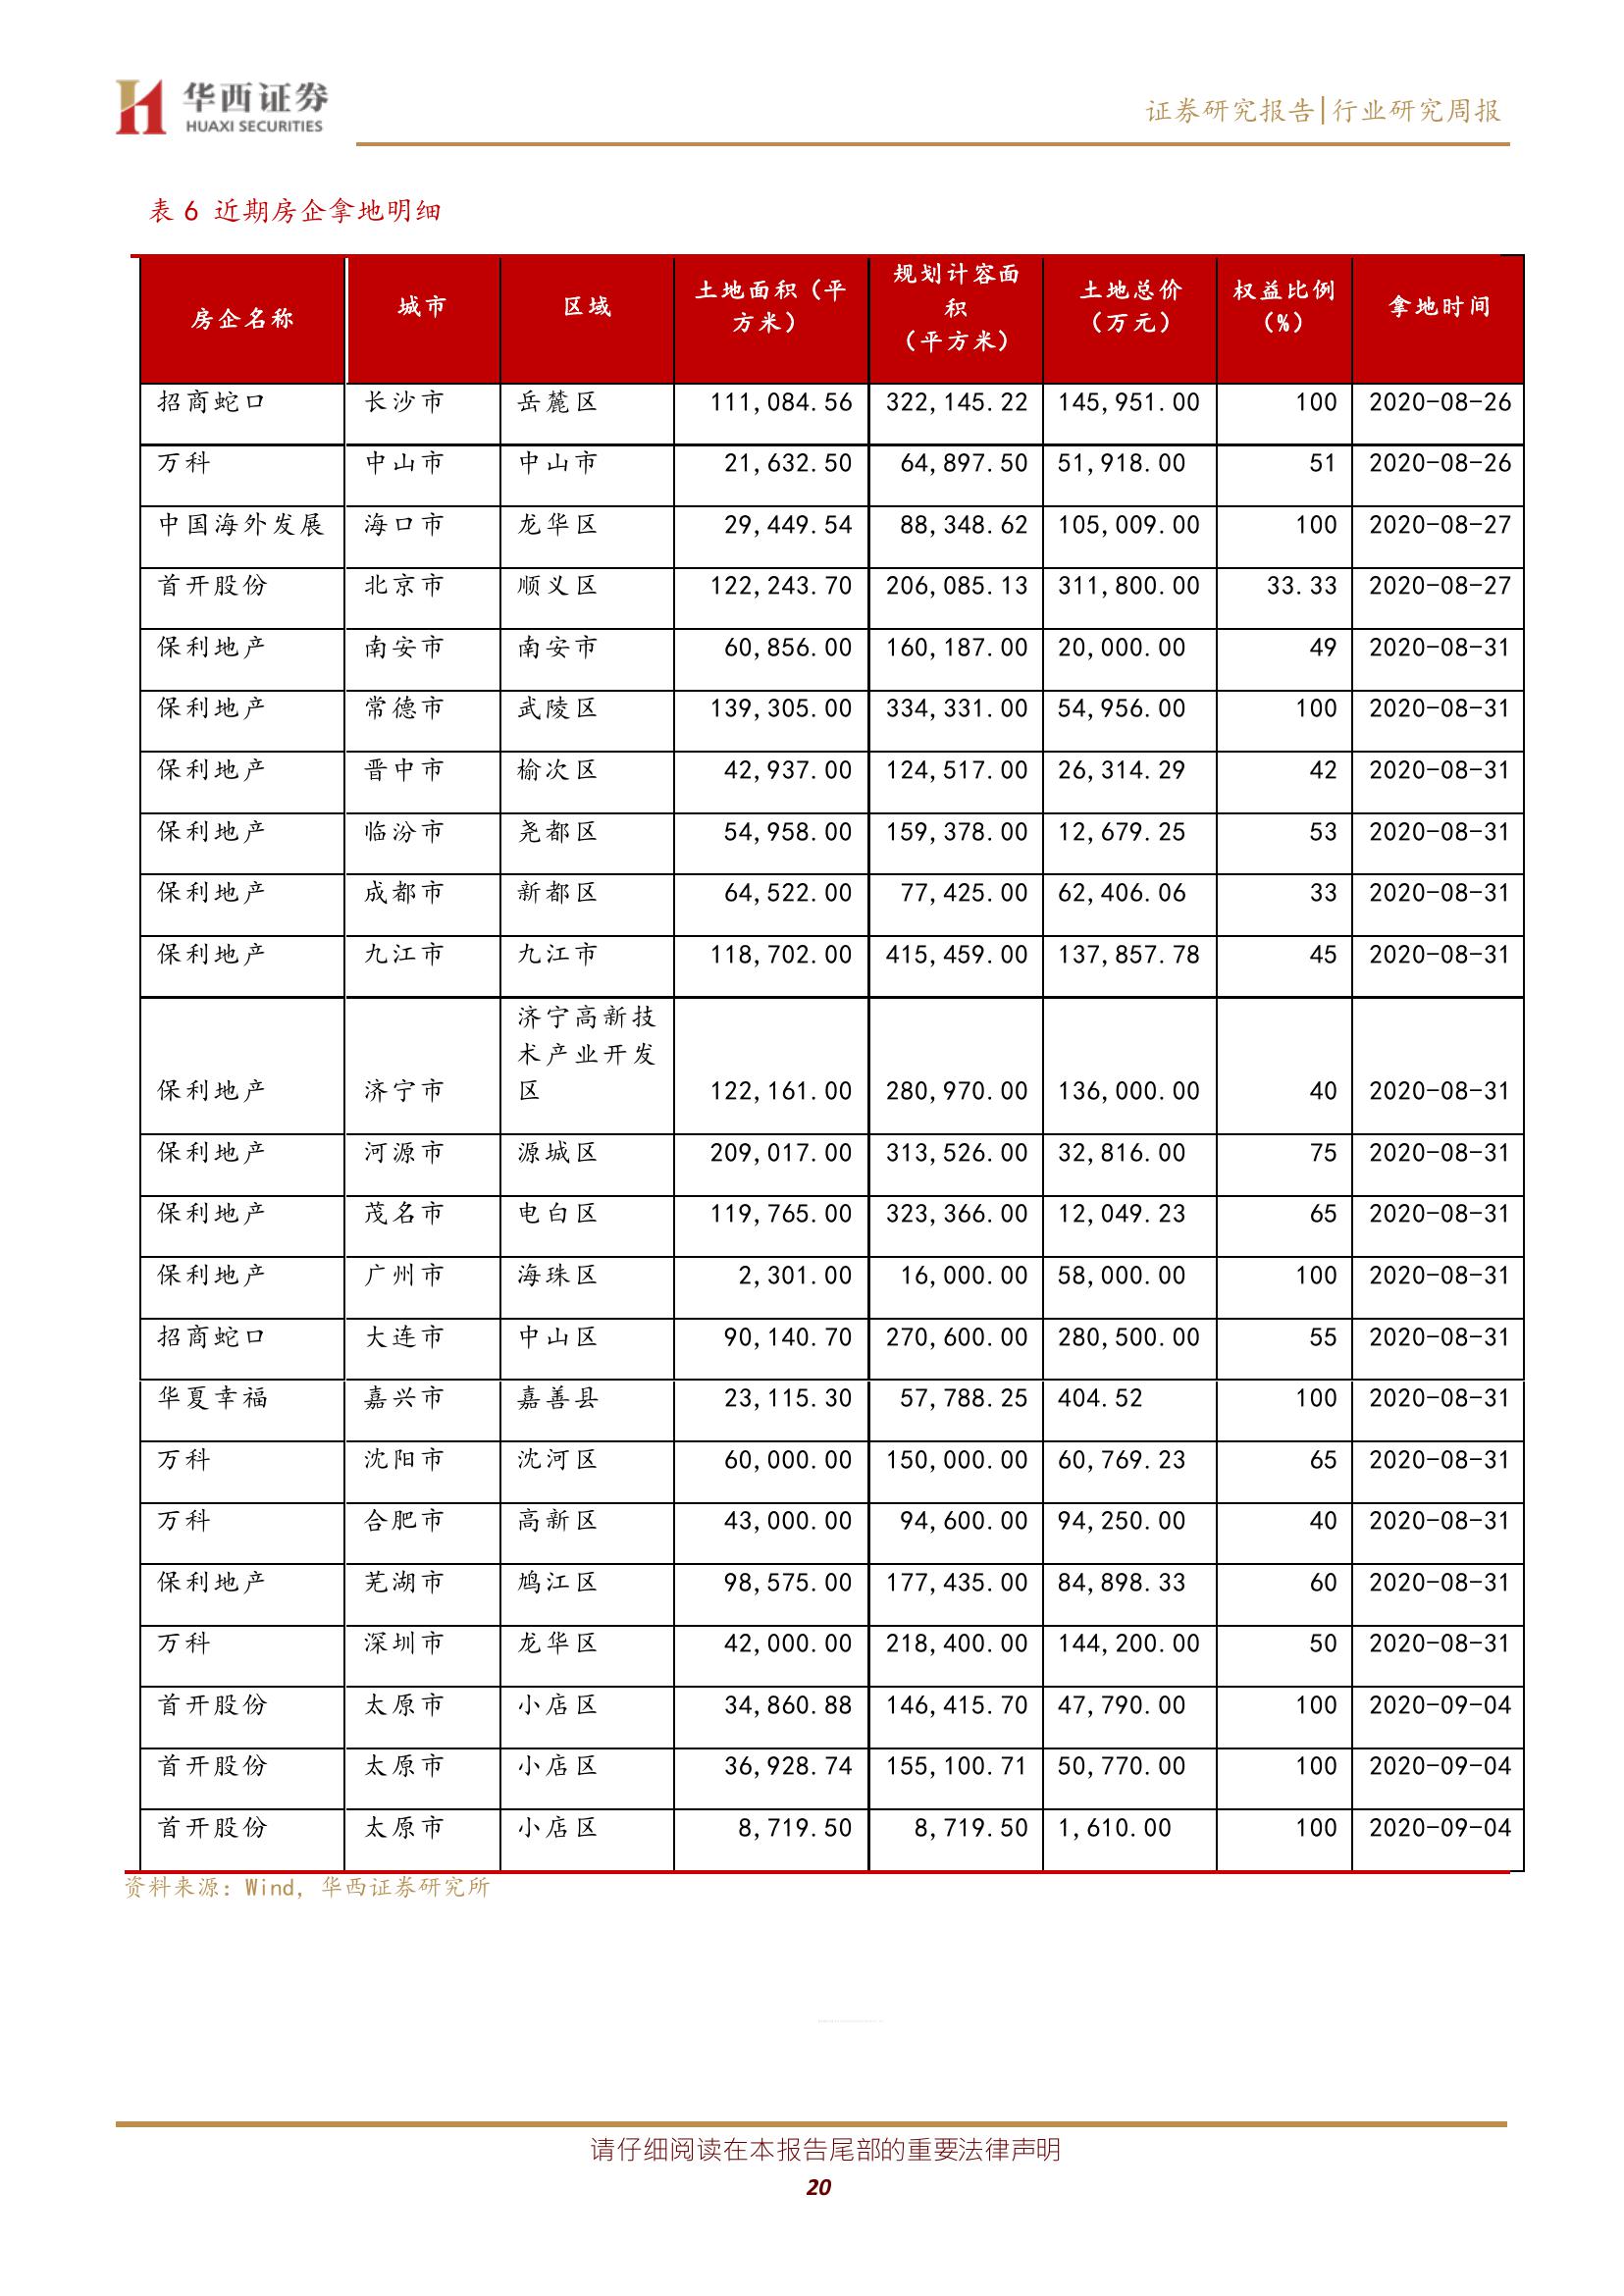 华西证券
HUAXI SECURITIES
证券研究报告|行业研究周报
表 6 近期房企拿地明细
房企名称 城市 区域 土地面积（平方米） 规划计容面积（平方米） 土地总价（万元） 权益比例（%） 拿地时间
招商蛇口 长沙市 岳麓区 111,084.56 322,145.22 145,951.00 100 2020-08-26
万科 中山市 中山市 21,632.50 64,897.50 51,918.00 51 2020-08-26
中国海外发展 海口市 龙华区 29,449.54 88,348.62 105,009.00 100 2020-08-27
首开股份 北京市 顺义区 122,243.70 206,085.13 311,800.00 33.33 2020-08-27
保利地产 南安市 南安市 60,856.00 160,187.00 20,000.00 49 2020-08-31
保利地产 常德市 武陵区 139,305.00 334,331.00 54,956.00 100 2020-08-31
保利地产 晋中市 榆次区 42,937.00 124,517.00 26,314.29 42 2020-08-31
保利地产 临汾市 尧都区 54,958.00 159,378.00 12,679.25 53 2020-08-31
保利地产 成都市 新都区 64,522.00 77,425.00 62,406.06 33 2020-08-31
保利地产 九江市 九江市 118,702.00 415,459.00 137,857.78 45 2020-08-31
保利地产 济宁市 济宁高新技术产业开发区 122,161.00 280,970.00 136,000.00 40 2020-08-31
保利地产 河源市 源城区 209,017.00 313,526.00 32,816.00 75 2020-08-31
保利地产 茂名市 电白区 119,765.00 323,366.00 12,049.23 65 2020-08-31
保利地产 广州市 海珠区 2,301.00 16,000.00 58,000.00 100 2020-08-31
招商蛇口 大连市 中山区 90,140.70 270,600.00 280,500.00 55 2020-08-31
华夏幸福 嘉兴市 嘉善县 23,115.30 57,788.25 404.52 100 2020-08-31
万科 沈阳市 沈河区 60,000.00 150,000.00 60,769.23 65 2020-08-31
万科 合肥市 高新区 43,000.00 94,600.00 94,250.00 40 2020-08-31
保利地产 芜湖市 鸠江区 98,575.00 177,435.00 84,898.33 60 2020-08-31
万科 深圳市 龙华区 42,000.00 218,400.00 144,200.00 50 2020-08-31
首开股份 太原市 小店区 34,860.88 146,415.70 47,790.00 100 2020-09-04
首开股份 太原市 小店区 36,928.74 155,100.71 50,770.00 100 2020-09-04
首开股份 太原市 小店区 8,719.50 8,719.50 1,610.00 100 2020-09-04
资料来源：Wind，华西证券研究所
请仔细阅读在本报告尾部的重要法律声明
20